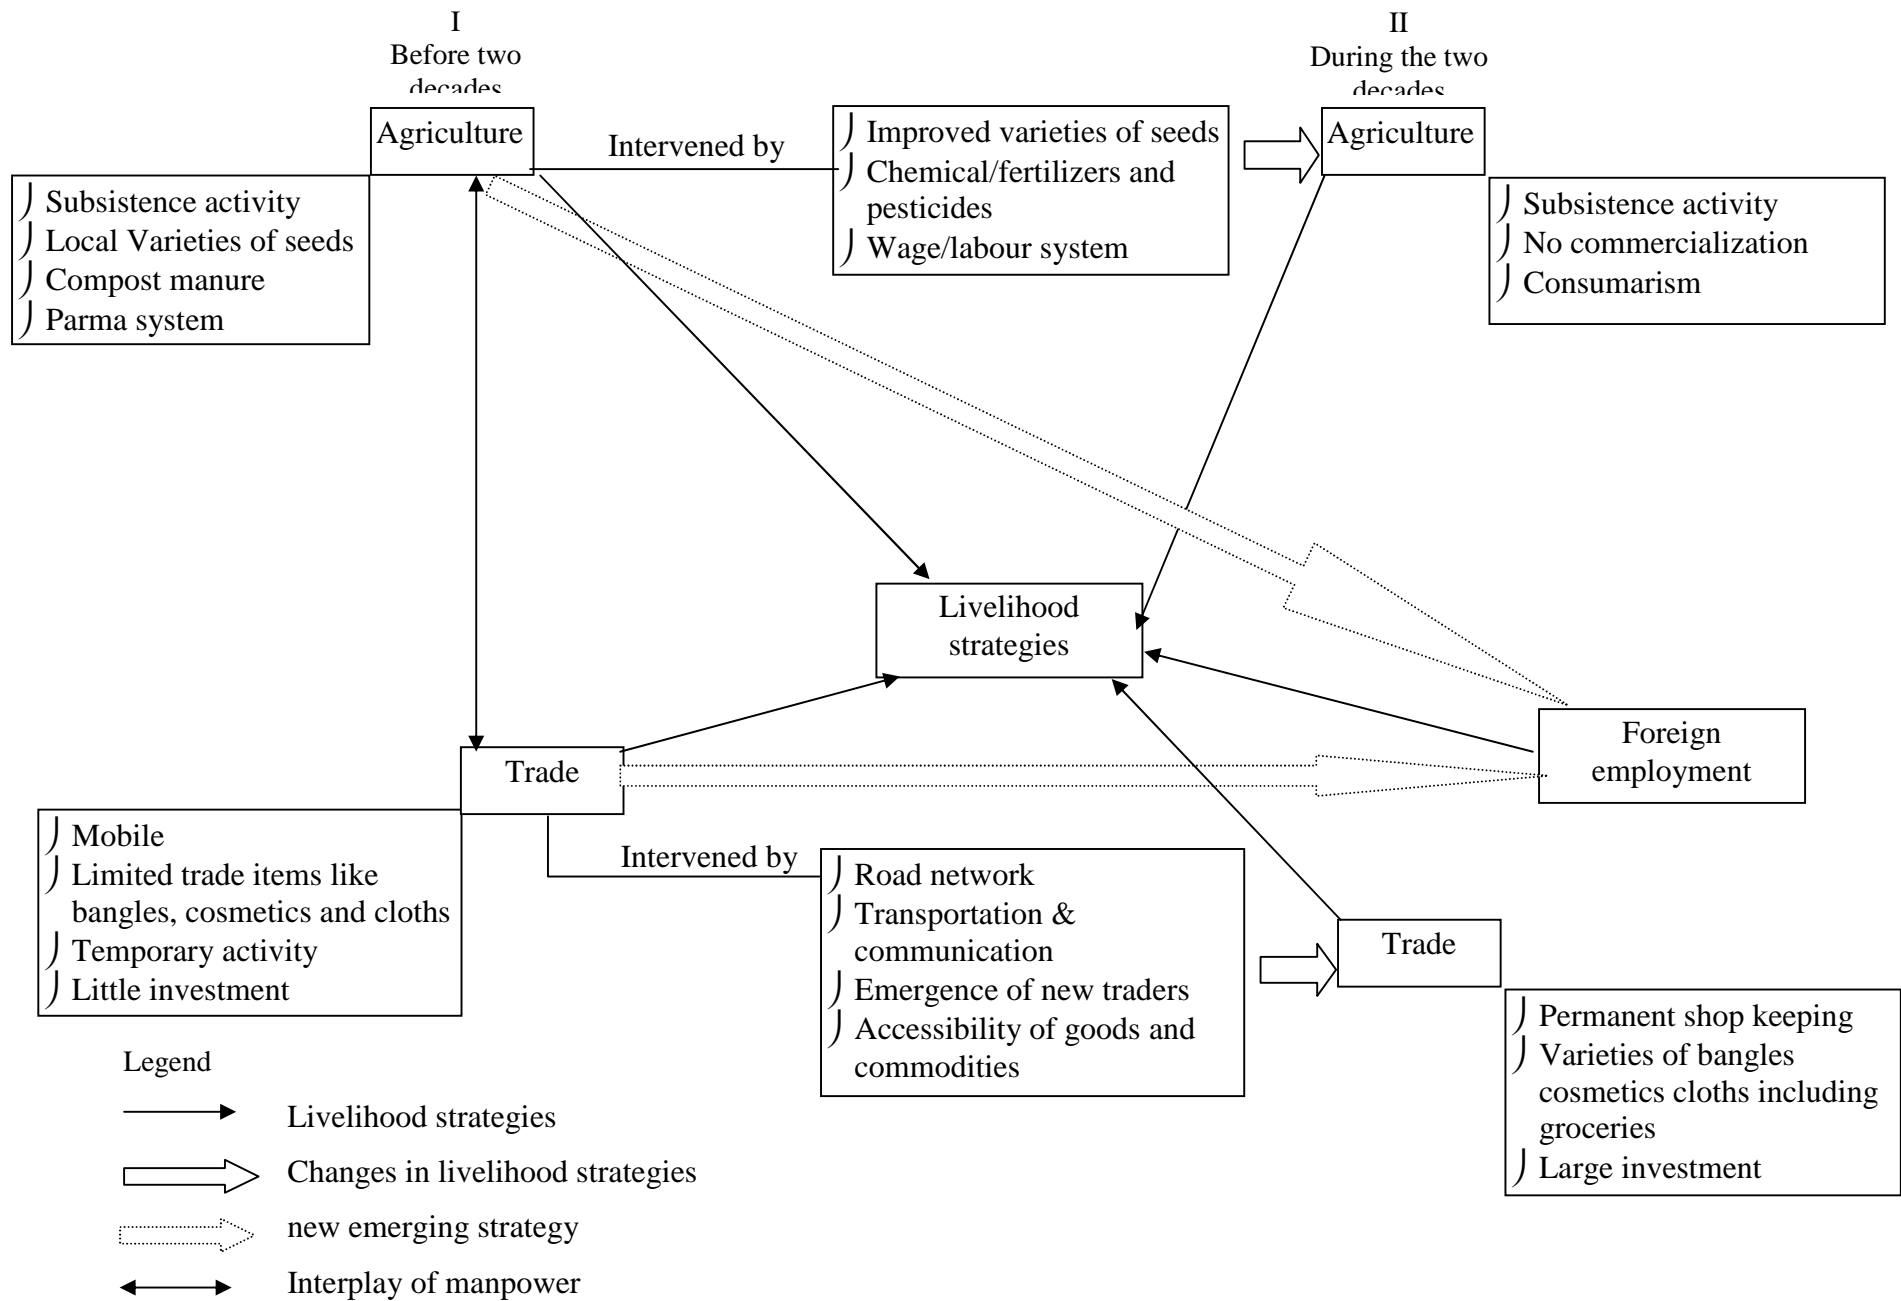 I
Before two
decades
II
During the two
decades
Agriculture
Intervened by
Improved varieties of seeds
Chemical/fertilizers and
pesticides
Wage/labour system
Agriculture
Subsistence activity
Local Varieties of seeds
Compost manure
Parma system
Subsistence activity
No commercialization
Consumarism
Livelihood
strategies
Foreign
employment
Trade
Mobile
Limited trade items like
bangles, cosmetics and cloths
Temporary activity
Little investment
Intervened by
Road network
Transportation &
communication
Emergence of new traders
Accessibility of goods and
commodities
Trade
Permanent shop keeping
Varieties of bangles
cosmetics cloths including
groceries
Large investment
Legend
Livelihood strategies
Changes in livelihood strategies
new emerging strategy
Interplay of manpower